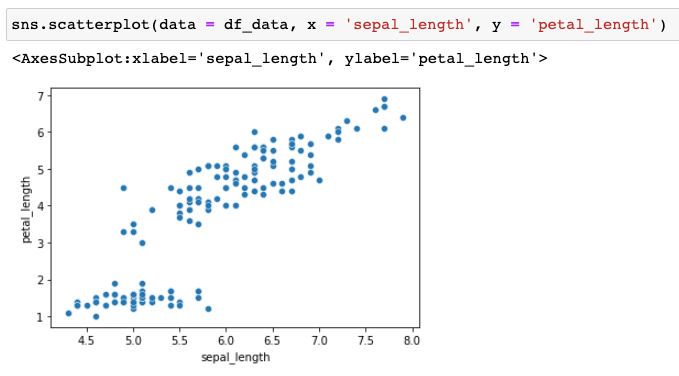 sns.scatterplot(data = df_data, x = 'sepal_length', y = 'petal_length')
<AxesSubplot:xlabel='sepal_length', ylabel='petal_length'>
7
6
5
4
3
2
1
petal_length
4.5 5.0 5.5 6.0 6.5 7.0 7.5 8.0
sepal_length